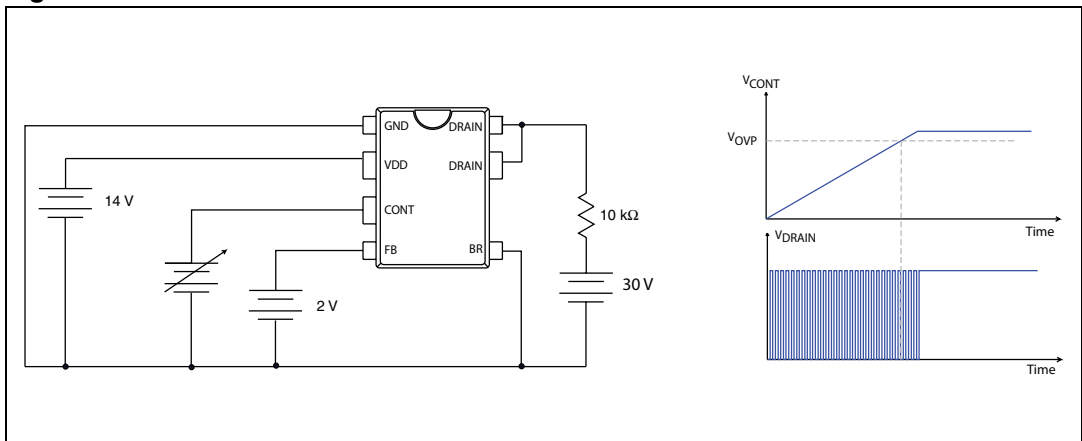 GND
DRAIN
VDD
DRAIN
14 V
CONT
10 kΩ
FB
BR
30 V
2 V
VCONT
VOVP
Time
VDRAIN
Time